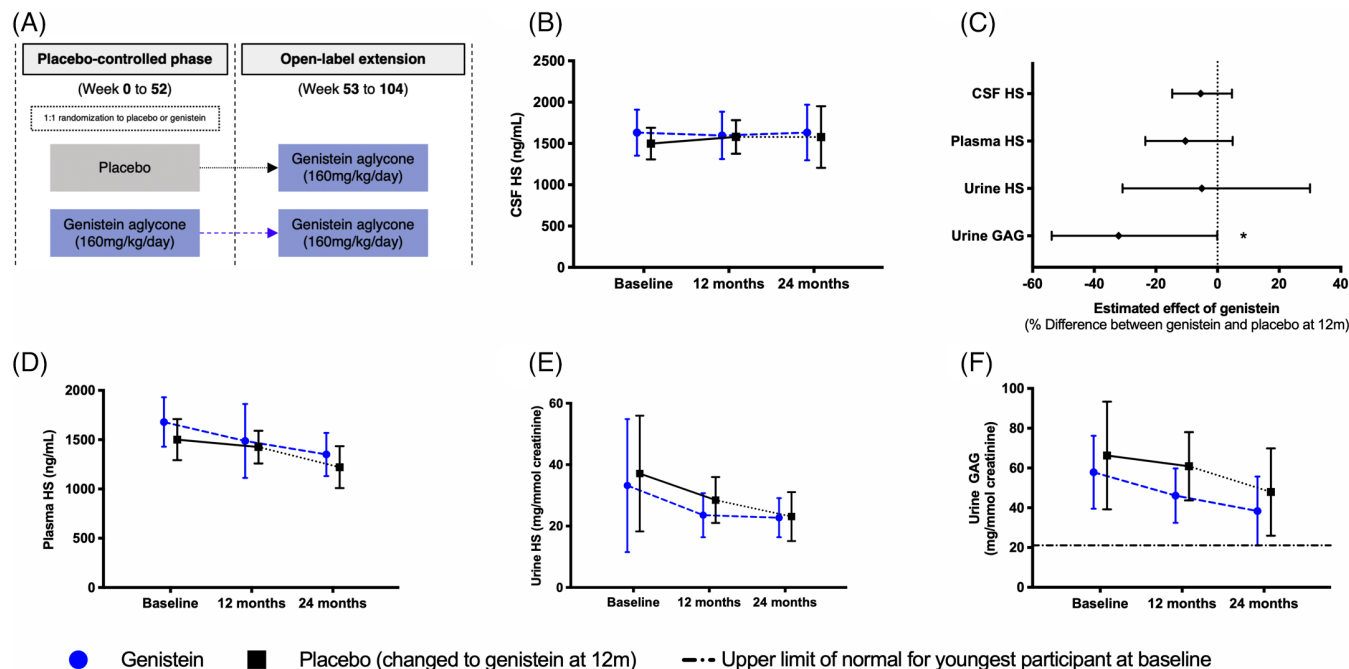 (A)
Placebo-controlled phase
Open-label extension
(Week 0 to 52)
(Week 53 to 104)
1:1 randomization to placebo or genistein
Placebo
Genistein aglycone
(160mg/kg/day)
Genistein aglycone
(160mg/kg/day)
Genistein aglycone
(160mg/kg/day)
(B)
CSF HS (ng/mL)
2500
2000
1500
1000
500
0
Baseline
12 months
24 months
(C)
CSF HS
Plasma HS
Urine HS
Urine GAG
*
-60
-40
-20
0
20
40
Estimated effect of genistein
(% Difference between genistein and placebo at 12m)
(D)
Plasma HS (ng/mL)
2000
1500
1000
500
0
Baseline
12 months
24 months
(E)
Urine HS (mg/mmol creatinine)
60
40
20
0
Baseline
12 months
24 months
(F)
Urine GAG
(mg/mmol creatinine)
100
80
60
40
20
0
Baseline
12 months
24 months
Genistein
Placebo (changed to genistein at 12m)
Upper limit of normal for youngest participant at baseline